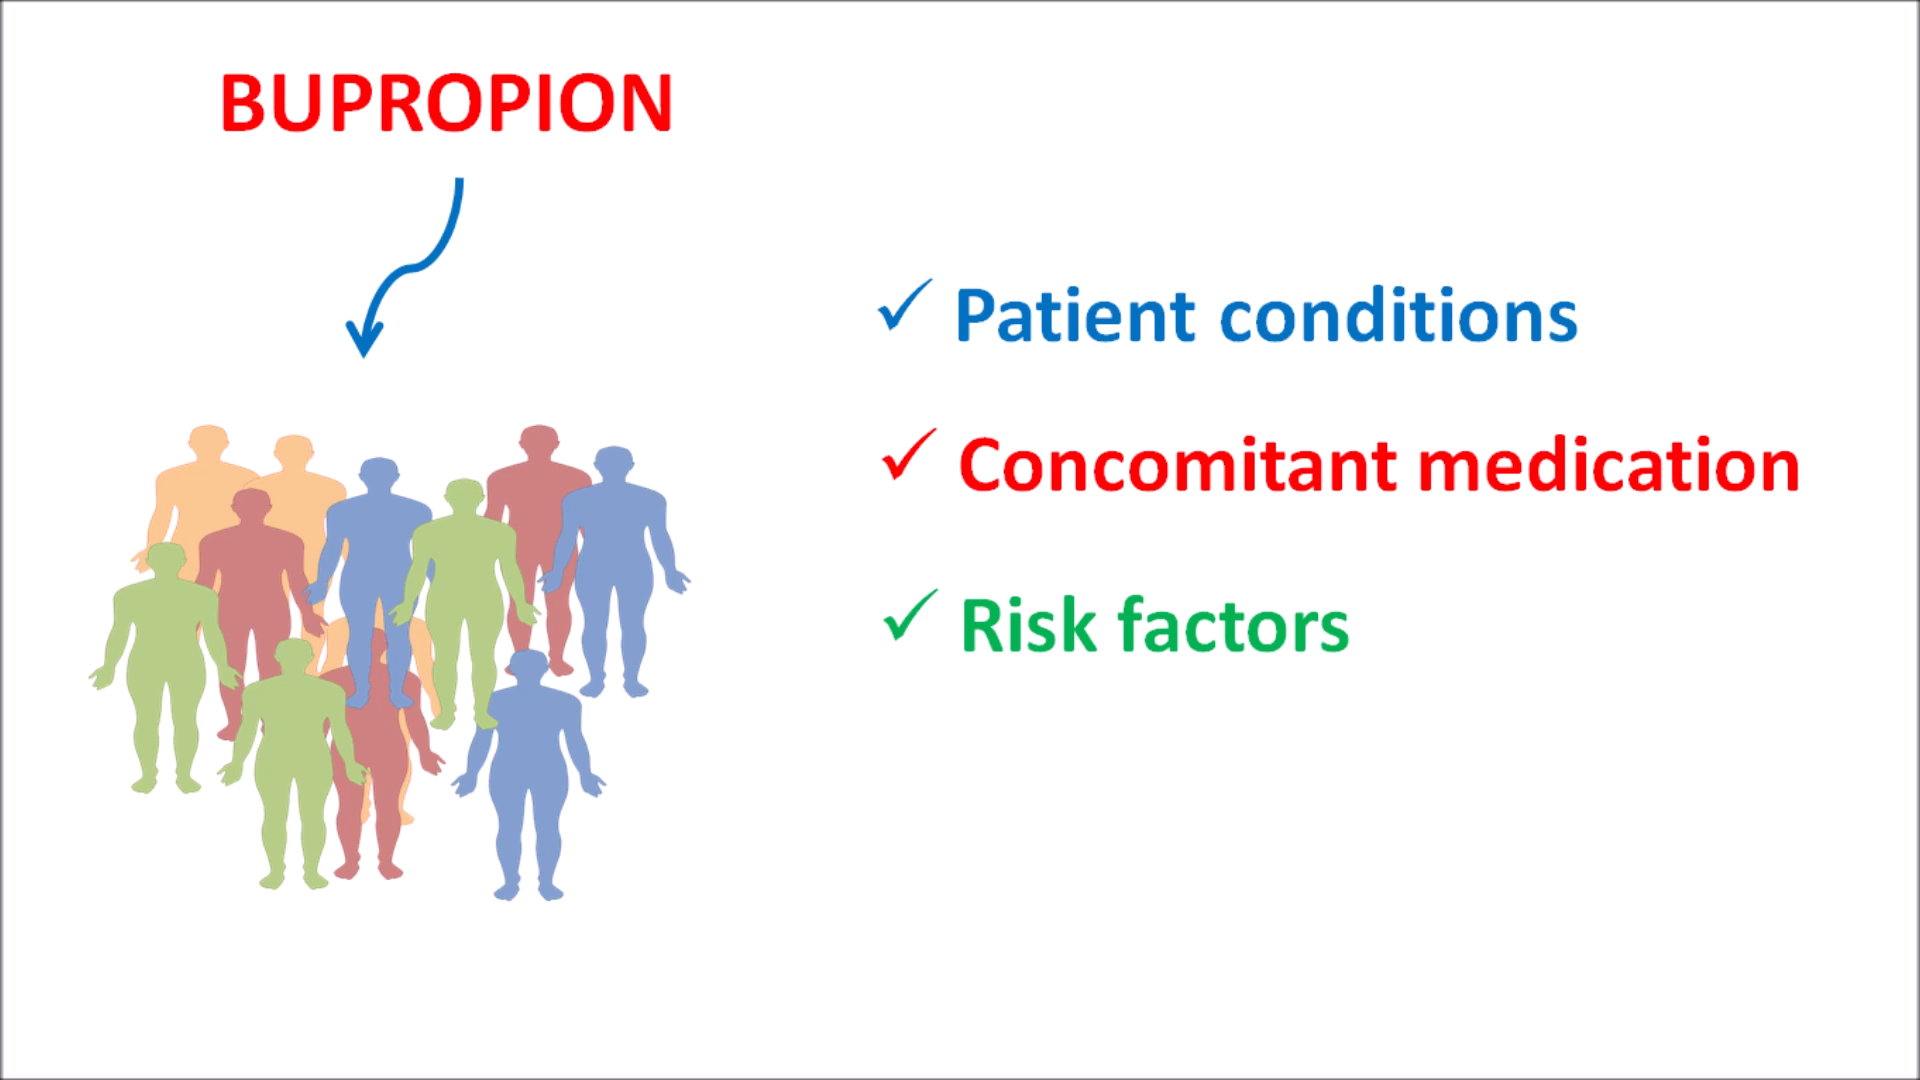 BUPROPION
Patient conditions
Concomitant medication
Risk factors